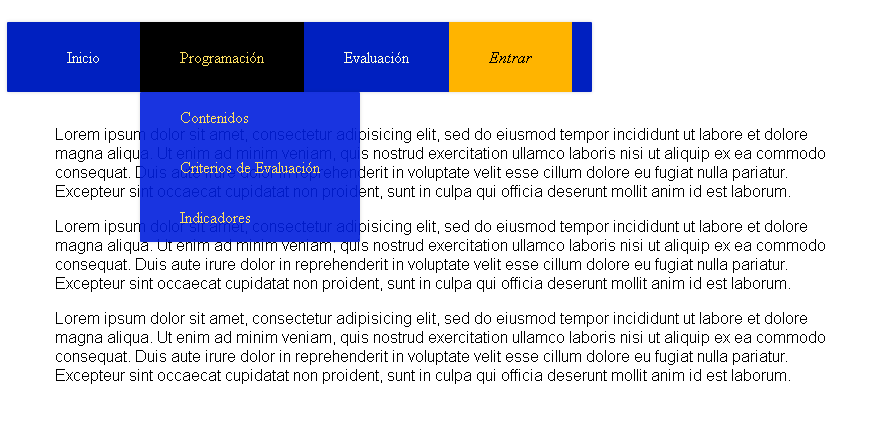 Inicio Programación Evaluación Entrar
Contenidos
Criteríos de Evaluación
Indicadores
Lorem ipsum dolor sit amet, consectetur adipisicing elit, sed do eiusmod tempor incididunt ut labore et dolore
magna aliqua. Ut enim ad minim veniam, quis nostrud exercitation ullamco laboris nisi ut aliquip ex ea commodo
consequat. Duis aute irure dolor in reprehenderit in voluptate velit esse cillum dolore eu fugiat nulla pariatur.
Excepteur sint occaecat cupidatat non proident, sunt in culpa qui officia deserunt mollit anim id est laborum.
Lorem ipsum dolor sit amet, consectetur adipisicing elit, sed do eiusmod tempor incididunt ut labore et dolore
magna aliqua. Ut enim ad minim veniam, quis nostrud exercitation ullamco laboris nisi ut aliquip ex ea commodo
consequat. Duis aute irure dolor in reprehenderit in voluptate velit esse cillum dolore eu fugiat nulla pariatur.
Excepteur sint occaecat cupidatat non proident, sunt in culpa qui officia deserunt mollit anim id est laborum.
Lorem ipsum dolor sit amet, consectetur adipisicing elit, sed do eiusmod tempor incididunt ut labore et dolore
magna aliqua. Ut enim ad minim veniam, quis nostrud exercitation ullamco laboris nisi ut aliquip ex ea commodo
consequat. Duis aute irure dolor in reprehenderit in voluptate velit esse cillum dolore eu fugiat nulla pariatur.
Excepteur sint occaecat cupidatat non proident, sunt in culpa qui officia deserunt mollit anim id est laborum.